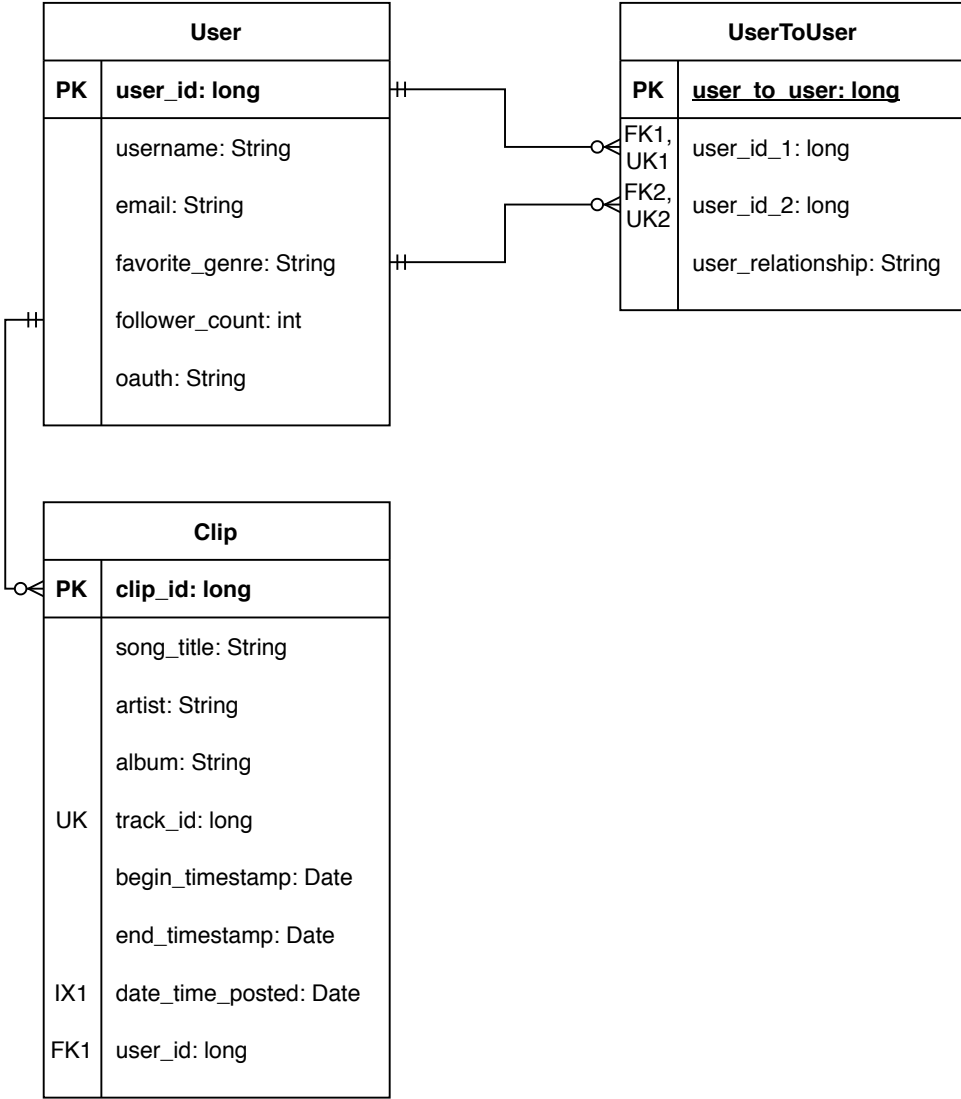 User
PK user_id: long
username: String
email: String
favorite_genre: String
follower_count: int
oauth: String
UserToUser
PK user_to_user: long
FK1,
UK1
user_id_1: long
FK2,
UK2
user_id_2: long
user_relationship: String
Clip
PK clip_id: long
song_title: String
artist: String
album: String
UK track_id: long
begin_timestamp: Date
end_timestamp: Date
IX1 date_time_posted: Date
FK1 user_id: long